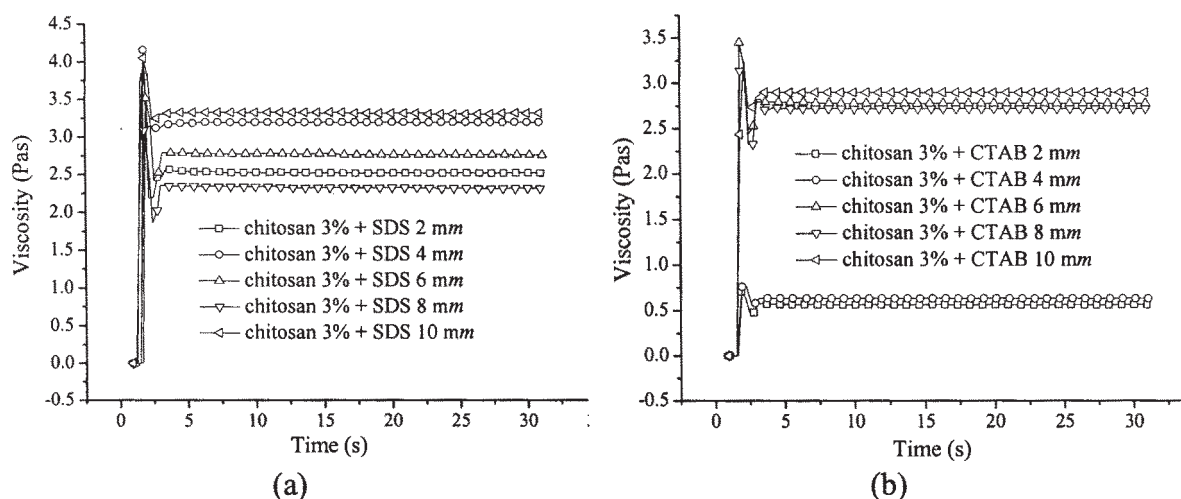 4.5
4.0
3.5
3.0
2.5
2.0
1.5
1.0
0.5
0.0
-0.5
Viscosity (Pas)
chitosan 3% + SDS 2 mm
chitosan 3% + SDS 4 mm
chitosan 3% + SDS 6 mm
chitosan 3% + SDS 8 mm
chitosan 3% + SDS 10 mm
0 5 10 15 20 25 30
Time (s)
(a)
3.5
3.0
2.5
2.0
1.5
1.0
0.5
0.0
-0.5
Viscosity (Pas)
chitosan 3% + CTAB 2 mm
chitosan 3% + CTAB 4 mm
chitosan 3% + CTAB 6 mm
chitosan 3% + CTAB 8 mm
chitosan 3% + CTAB 10 mm
0 5 10 15 20 25 30
Time (s)
(b)